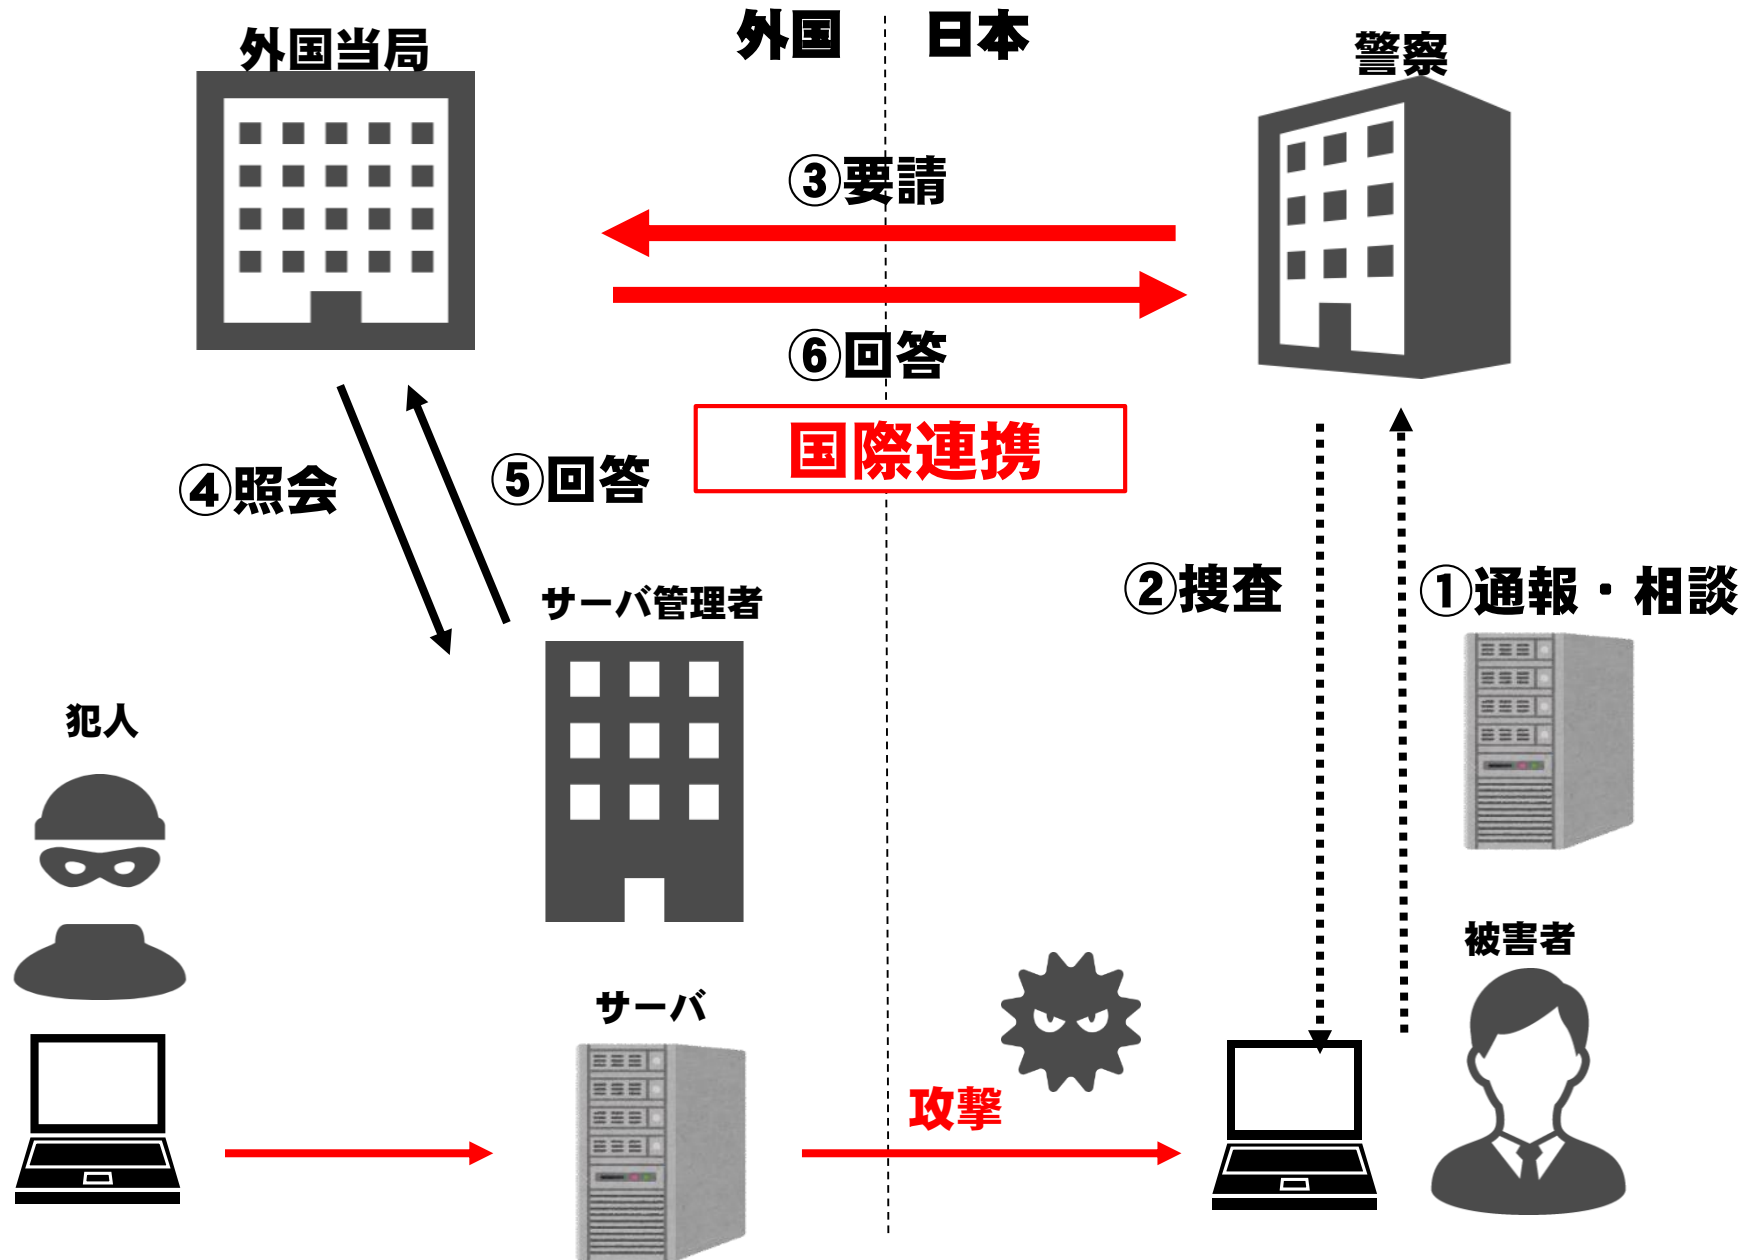 外国 日本
外国当局
警察
③要請
⑥回答
国際連携
④照会
⑤回答
②捜査
①通報・相談
サーバ管理者
犯人
被害者
サーバ
攻撃